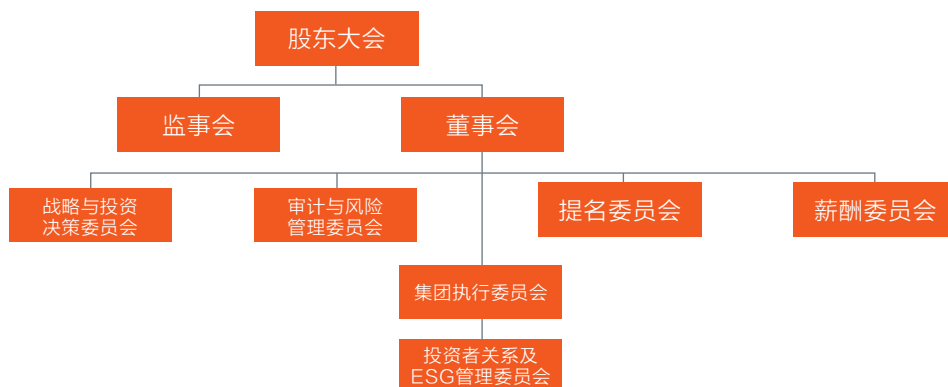 股东大会
监事会
董事会
战略与投资
决策委员会
审计与风险
管理委员会
提名委员会
薪酬委员会
集团执行委员会
投资者关系及
ESG管理委员会